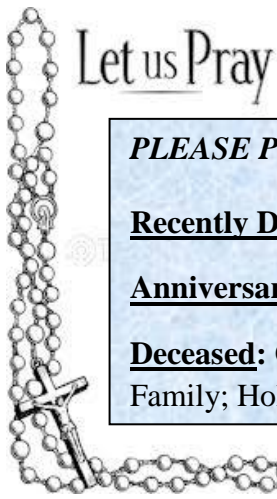 Let us Pray
PLEASE P
Recently D
Anniversar
Deceased:
Family; Ho